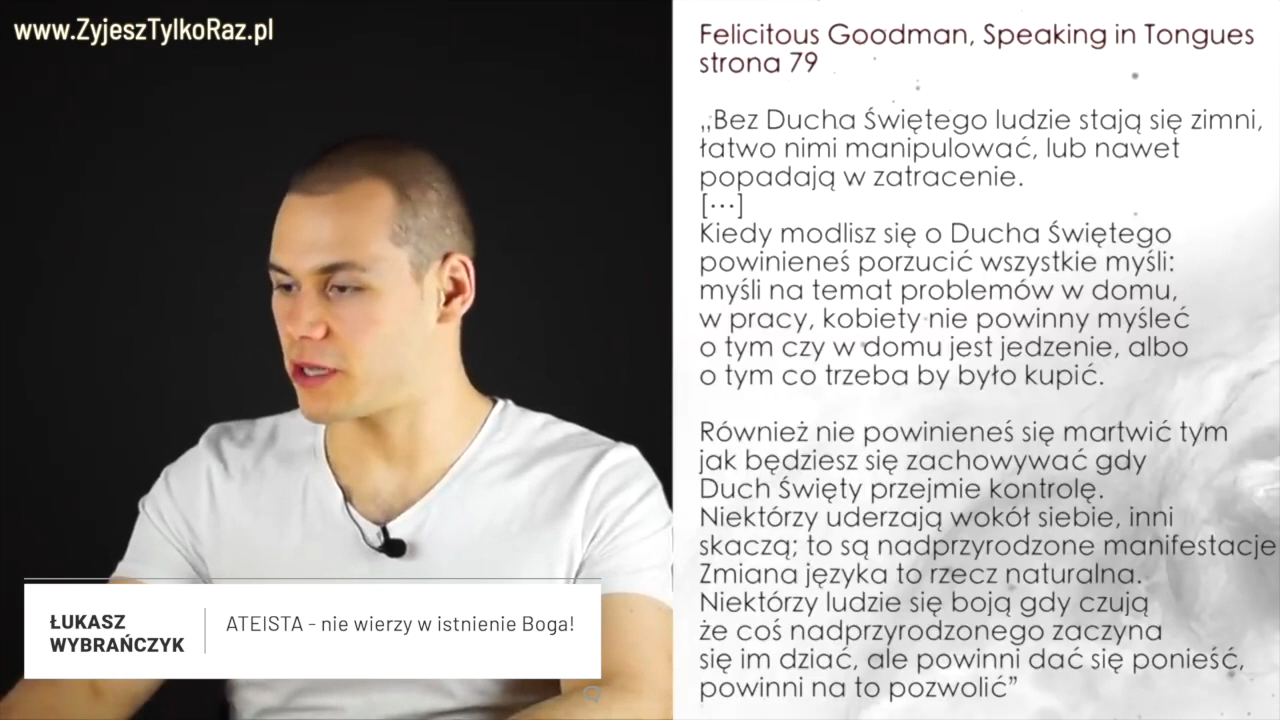 www.ZyjeszTylkoRaz.pl
Felicitous Goodman, Speaking in Tongues
strona 79
„Bez Ducha Świętego ludzie stają się zimni,
łatwo nimi manipulować, lub nawet
popadają w zatracenie.
[...]
Kiedy modlisz się o Ducha Świętego
powinieneś porzucić wszystkie myśli:
myśli na temat problemów w domu,
w pracy, kobiety nie powinny myśleć
o tym czy w domu jest jedzenie, albo
o tym co trzeba by było kupić.
Również nie powinieneś się martwić tym
jak będziesz się zachowywać gdy
Duch Święty przejmie kontrolę.
Niektórzy uderzają wokół siebie, inni
skaczą; to są nadprzyrodzone manifestacje
Zmiana języka to rzecz naturalna.
Niektórzy ludzie się boją gdy czują
że coś nadprzyrodzonego zaczyna
się im dziać, ale powinni dać się ponieść,
powinni na to pozwolić”
ŁUKASZ
WYBRAŃCZYK
ATEISTA - nie wierzy w istnienie Boga!